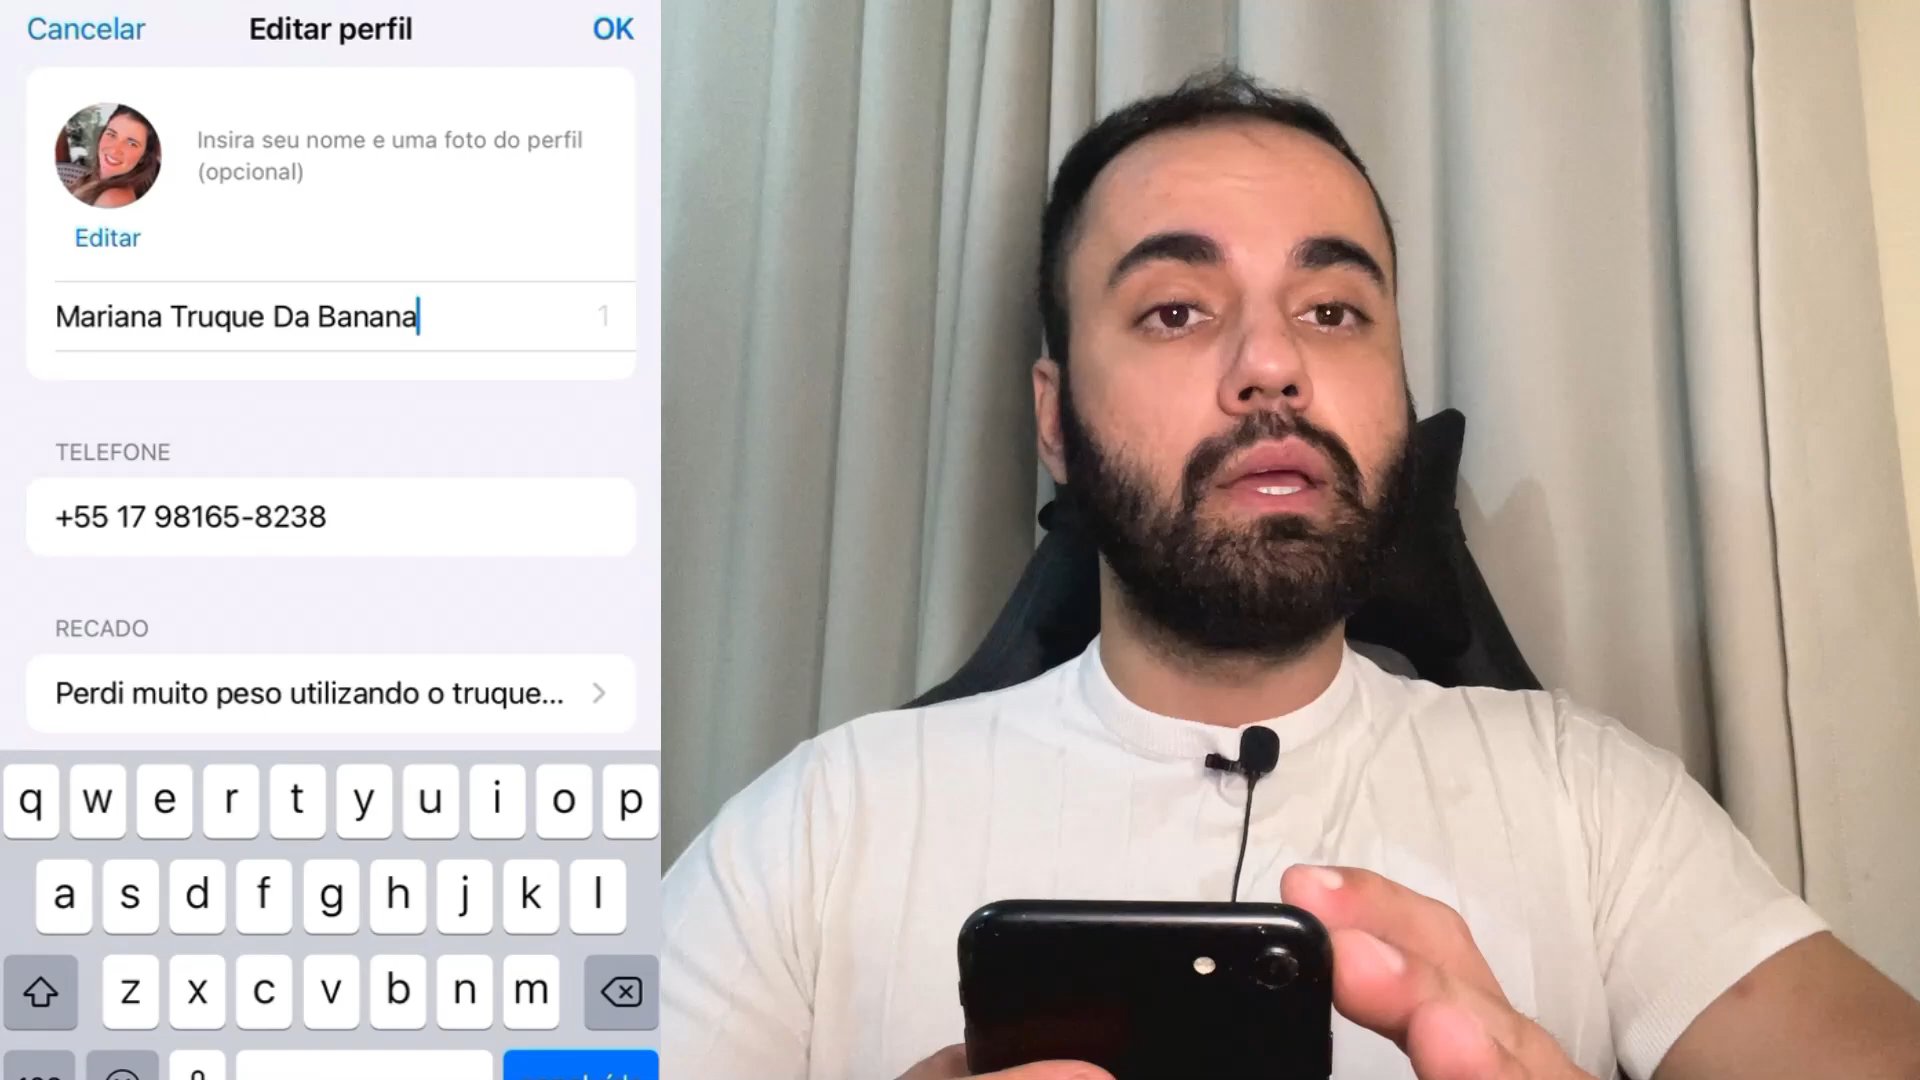 Cancelar
Editar perfil
OK
Insira seu nome e uma foto do perfil
(opcional)
Editar
Mariana Truque Da Banana
1
TELEFONE
+55 17 98165-8238
RECADO
Perdi muito peso utilizando o truque...
q w e r t y u i o p
a s d f g h j k l
z x c v b n m